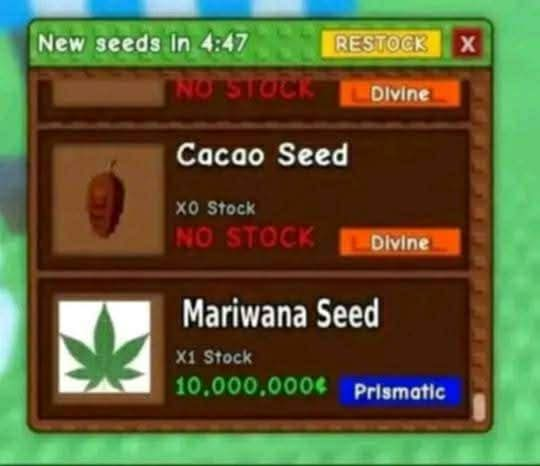 New seeds in 4:47
RESTOCK
X
NO STOCK
Divine
Cacao Seed
X0 Stock
NO STOCK
Divine
Mariwana Seed
X1 Stock
10,000,000¢
Prismatic